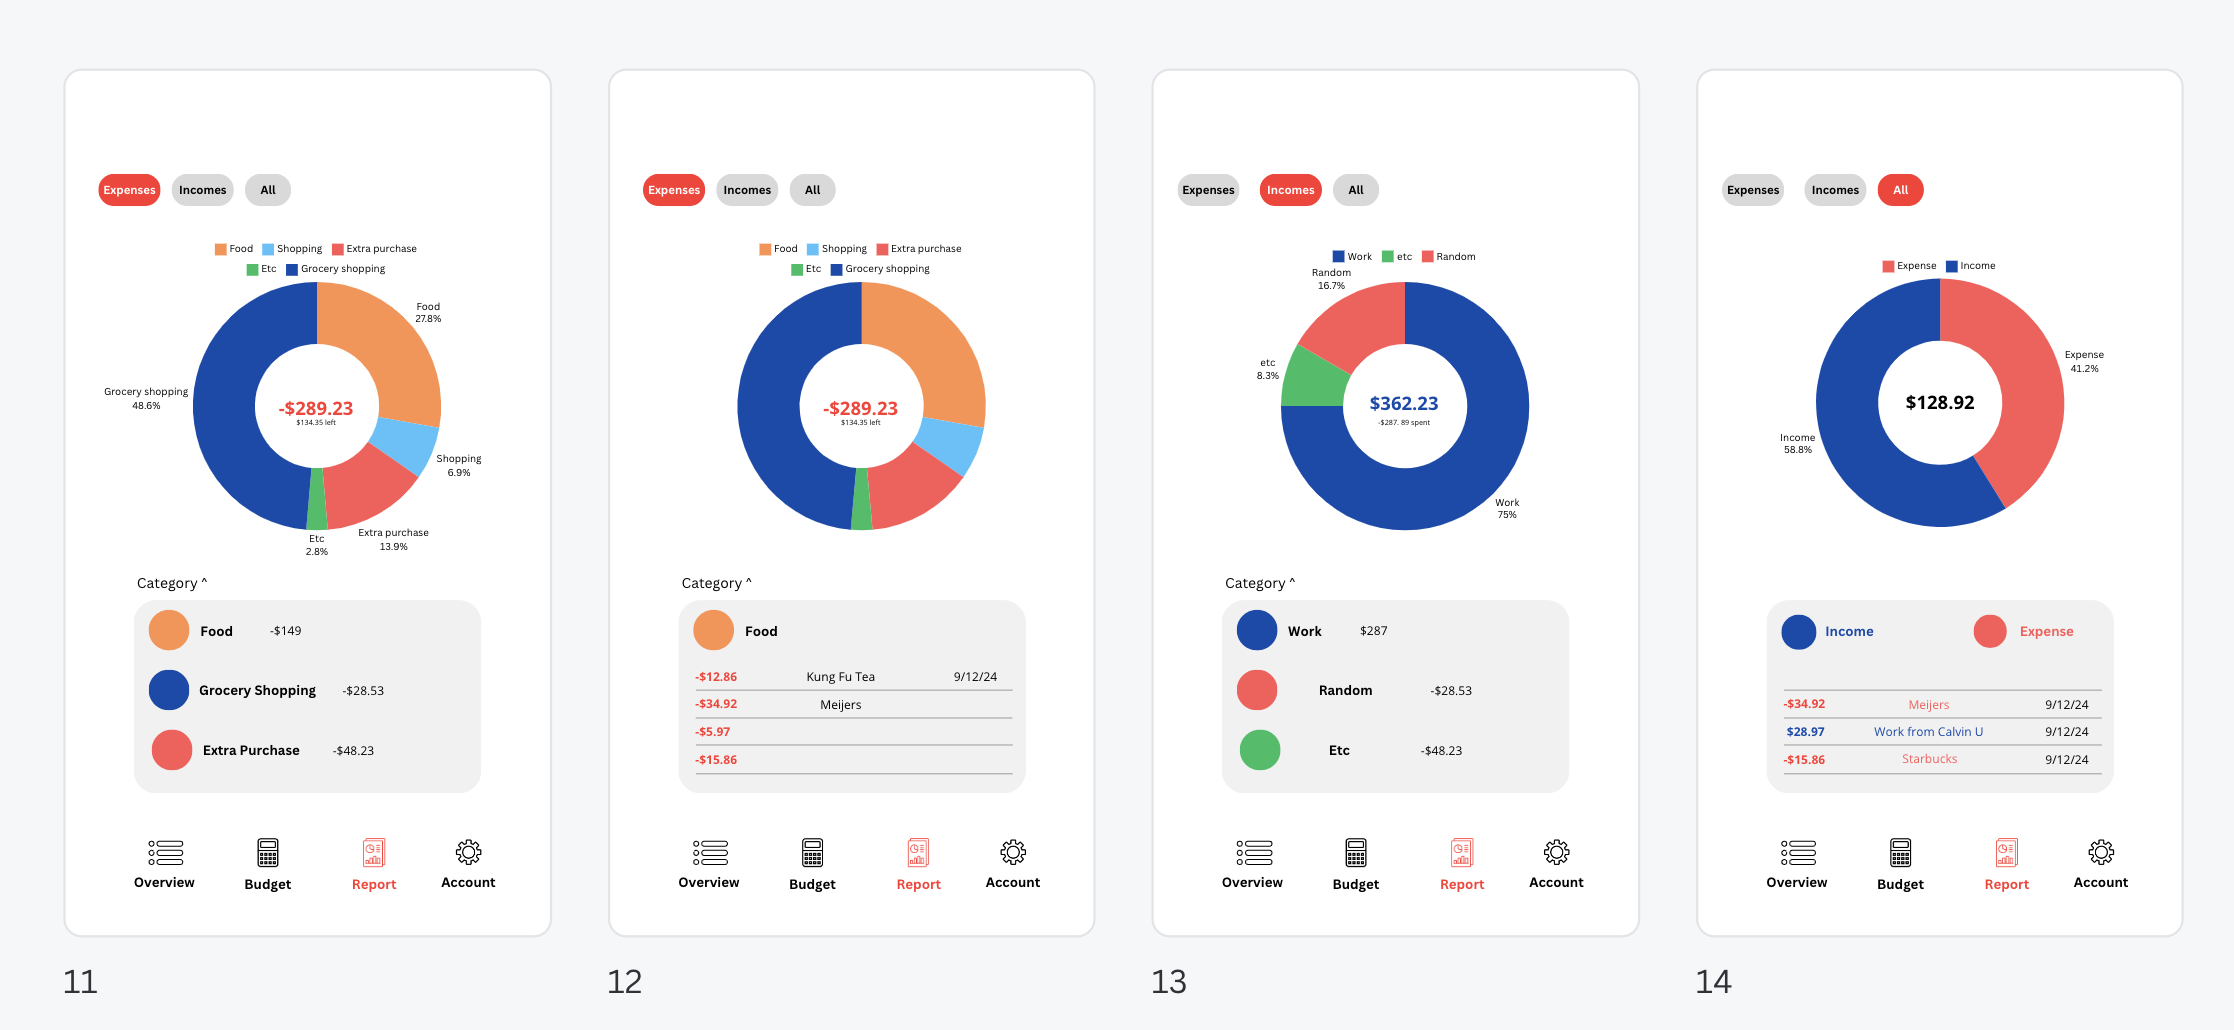 Expenses Incomes All
Food Shopping Extra purchase
Etc Grocery shopping
Food
27.8%
Grocery shopping
48.6%
-$289.23
$134.35 left
Shopping
6.9%
Extra purchase
13.9%
Etc
2.8%
Category ^
Food -$149
Grocery Shopping -$28.53
Extra Purchase -$48.23
Overview Budget Report Account
11
Expenses Incomes All
Food Shopping Extra purchase
Etc Grocery shopping
-$289.23
$134.35 left
Category ^
Food
-$12.86 Kung Fu Tea 9/12/24
-$34.92 Meijers
-$5.97
-$15.86
Overview Budget Report Account
12
Expenses Incomes All
Work etc Random
Random
16.7%
etc
8.3%
$362.23
-$287. 89 spent
Work
75%
Category ^
Work $287
Random -$28.53
Etc -$48.23
Overview Budget Report Account
13
Expenses Incomes All
Expense Income
Expense
41.2%
$128.92
Income
58.8%
Income Expense
-$34.92 Meijers 9/12/24
$28.97 Work from Calvin U 9/12/24
-$15.86 Starbucks 9/12/24
Overview Budget Report Account
14